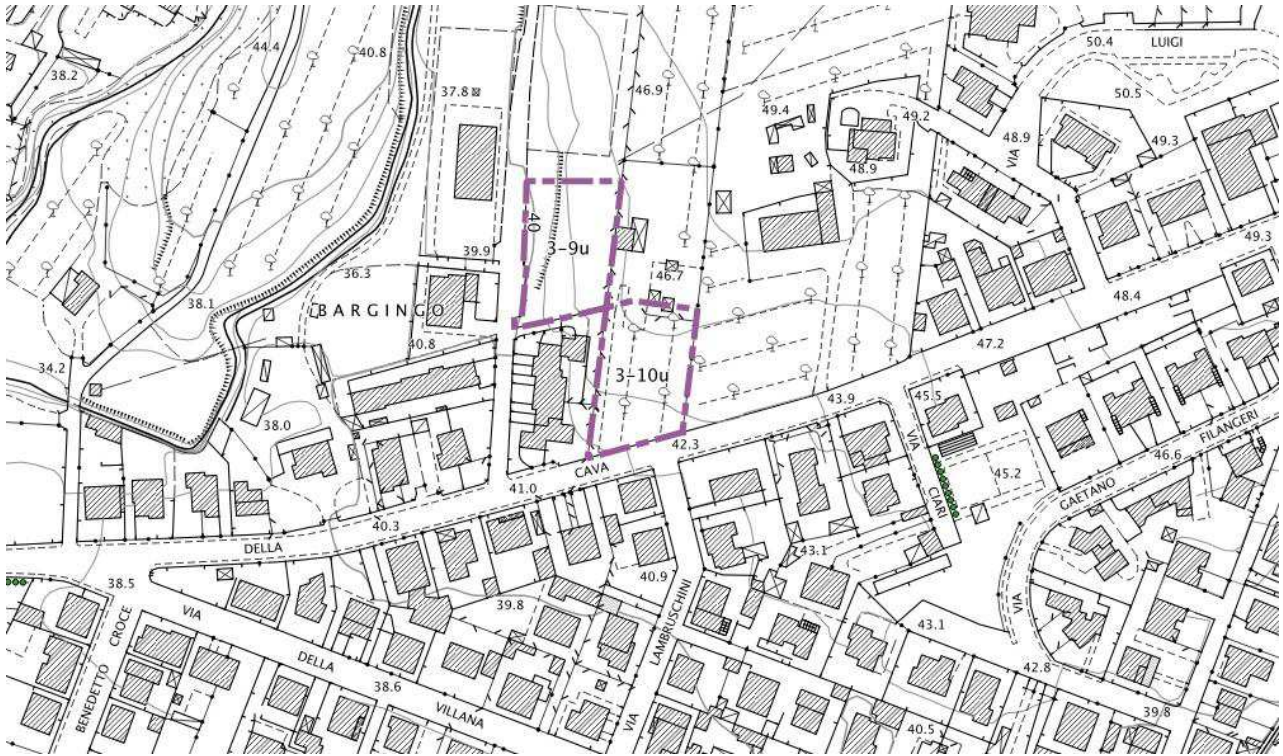 44.4
40.8
38.2
37.8
46.9
49.4
49.2
50.4
LUIGI
50.5
48.9
VIA
49.3
48.9
40
3-9u
39.9
46.7
36.3
38.1
BARGINGO
40.8
34.2
49.3
48.4
47.2
3-10u
43.9
45.5
42.3
38.0
CAVA
41.0
VIA
CIARI
45.2
FILANGERI
46.6
GAETANO
40.3
DELLA
43.1
40.9
38.5
39.8
VIA
CROCE
BENEDETTO
VIA
DELLA
38.6
VILLANA
LAMBRUSCHINI
VIA
43.1
42.8
39.8
40.5